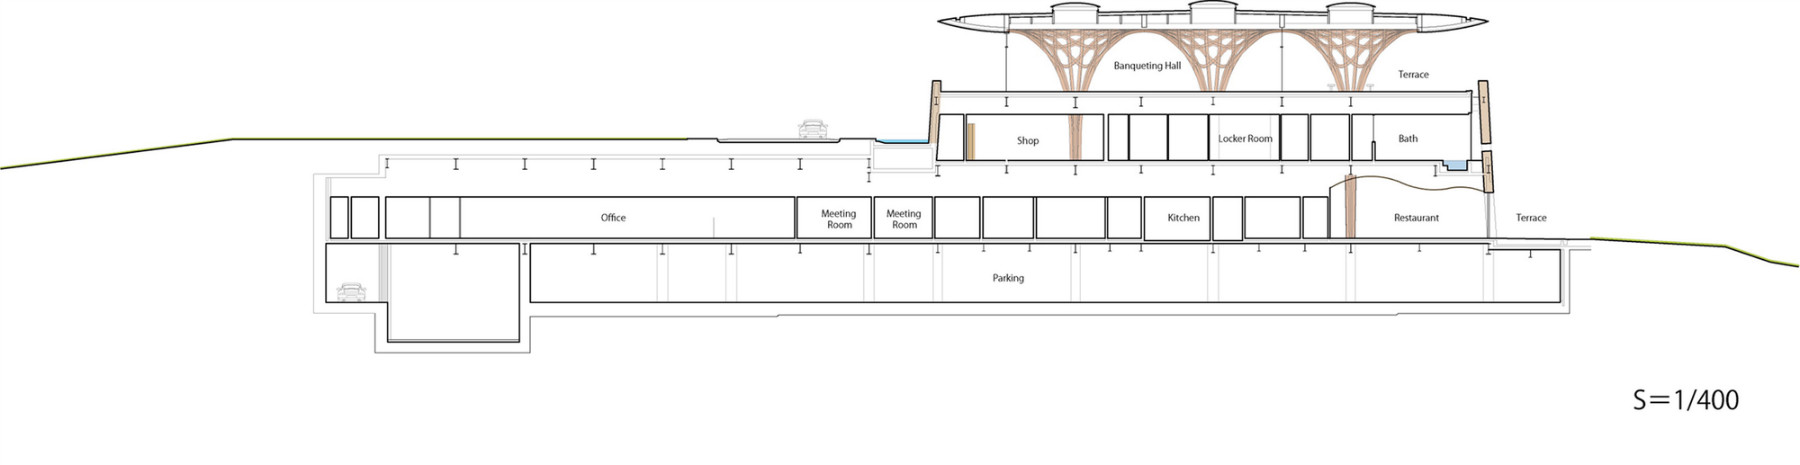 Banqueting Hall
Terrace
Shop
Locker Room
Bath
Office
Meeting
Room
Meeting
Room
Kitchen
Restaurant
Terrace
Parking
S=1/400